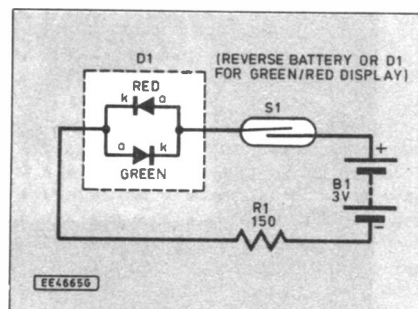 D1
(REVERSE BATTERY OR D1
FOR GREEN/RED DISPLAY)
RED
k a
a k
GREEN
S1
+
B1
3V
-
R1
150
EE4665G